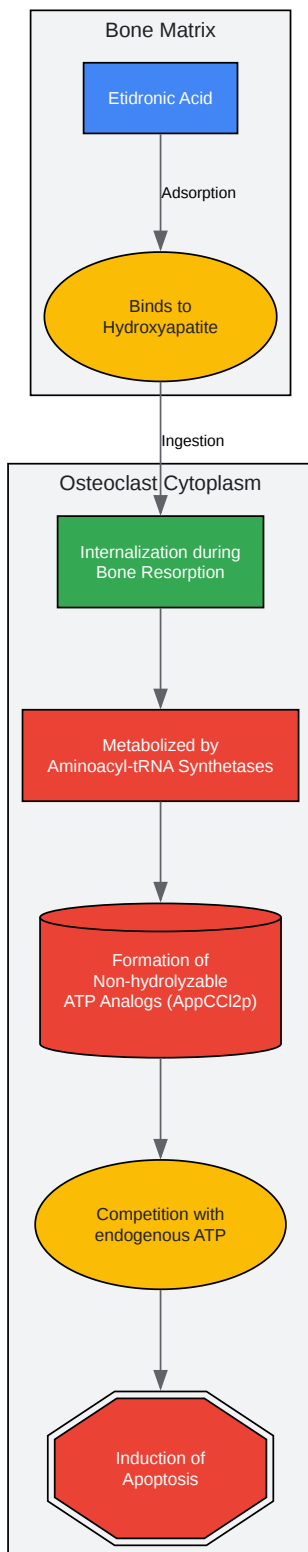 Bone Matrix
Etidronic Acid
Adsorption
Binds to
Hydroxyapatite
Ingestion
Osteoclast Cytoplasm
Internalization during
Bone Resorption
Metabolized by
Aminoacyl-tRNA Synthetases
Formation of
Non-hydrolyzable
ATP Analogs (AppCCl2p)
Competition with
endogenous ATP
Induction of
Apoptosis